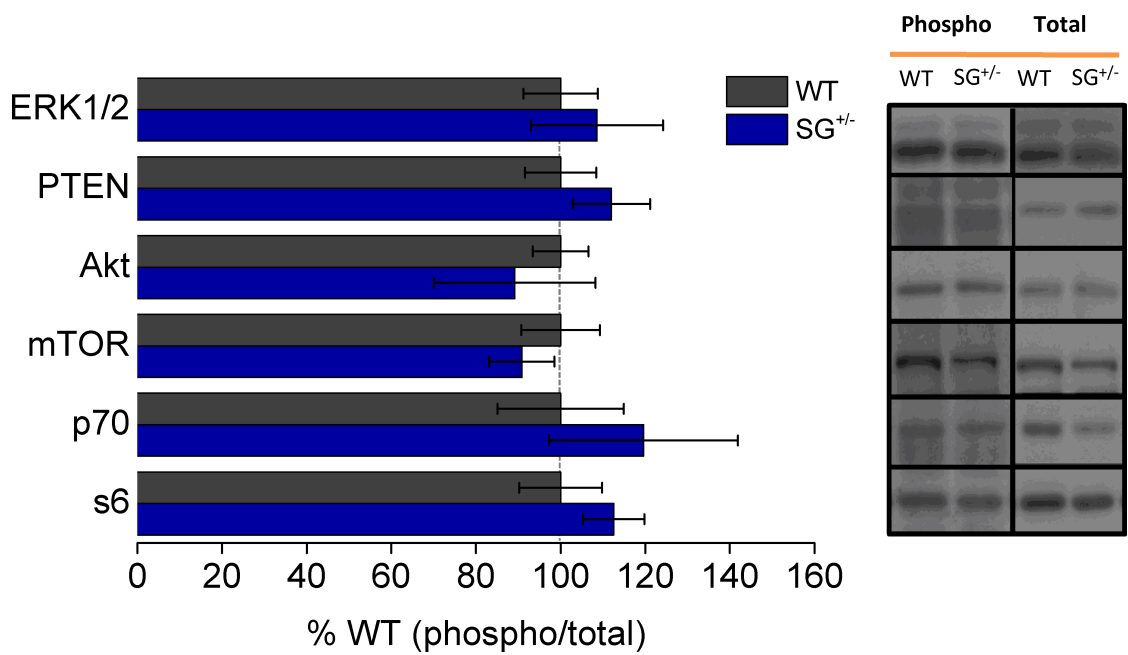 ERK1/2
PTEN
Akt
mTOR
p70
s6
WT
SG+/-
0 20 40 60 80 100 120 140 160
% WT (phospho/total)
Phospho Total
WT SG+/- WT SG+/-